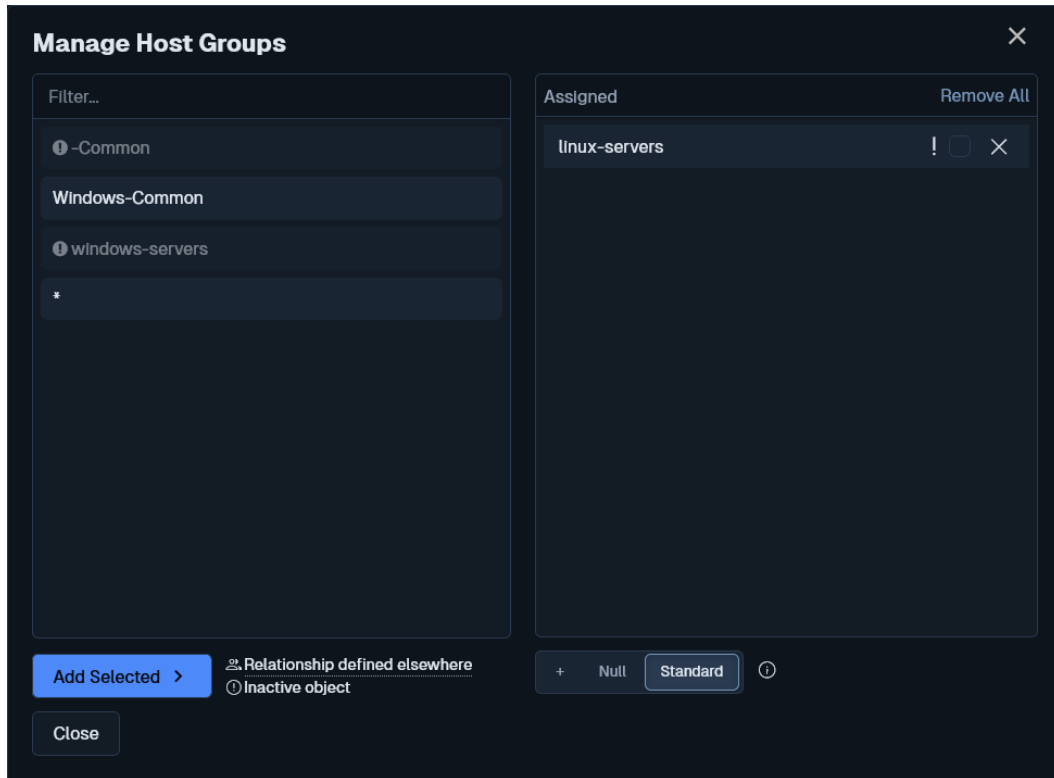 Manage Host Groups
Filter...
-Common
Windows-Common
windows-servers
*
Assigned
Remove All
linux-servers
!
Add Selected
Relationship defined elsewhere
Inactive object
+
Null
Standard
Close